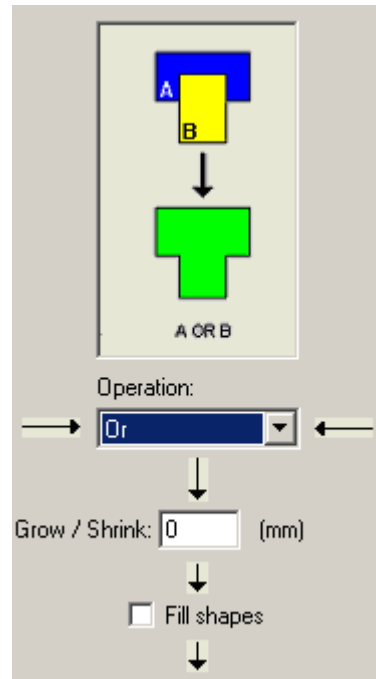 A
B
A OR B
Operation:
Or
Grow / Shrink: 0 (mm)
Fill shapes